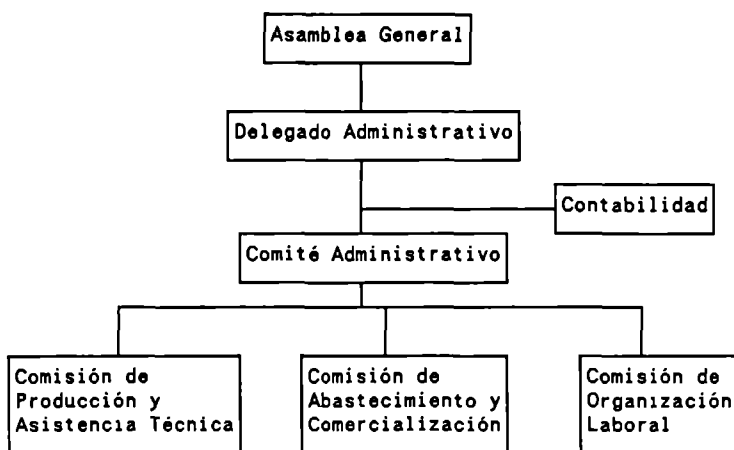 Asamblea General
Delegado Administrativo
Contabilidad
Comité Administrativo
Comisión de
Producción y
Asistencia Técnica
Comisión de
Abastecimiento y
Comercialización
Comisión de
Organización
Laboral